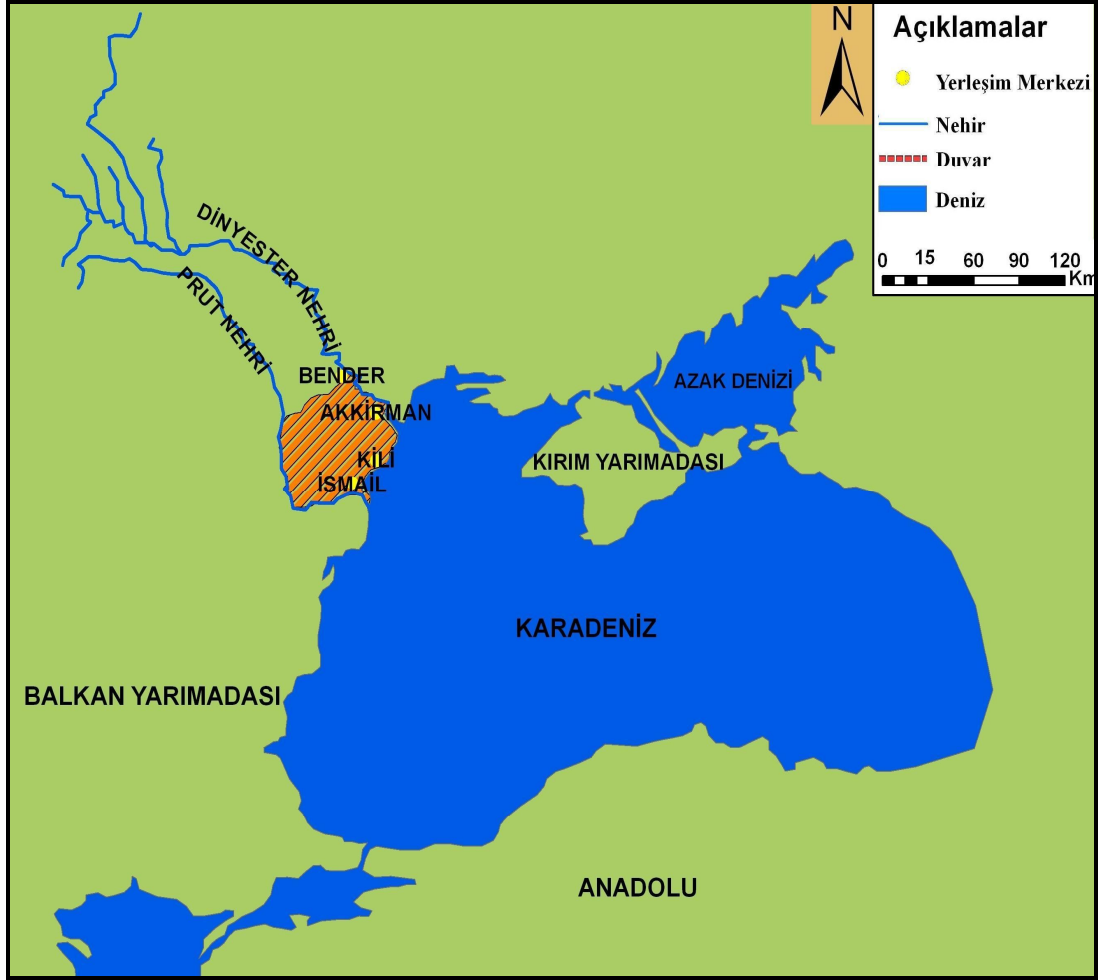 N
Açıklamalar
Yerleşim Merkezi
Nehir
Duvar
Deniz
0 15 60 90 120
Km
DİNYESTER NEHRİ
PRUT NEHRİ
BENDER
AKKİRMAN
KİLİ
İSMAİL
AZAK DENİZİ
KIRIM YARIMADASI
KARADENİZ
BALKAN YARIMADASI
ANADOLU